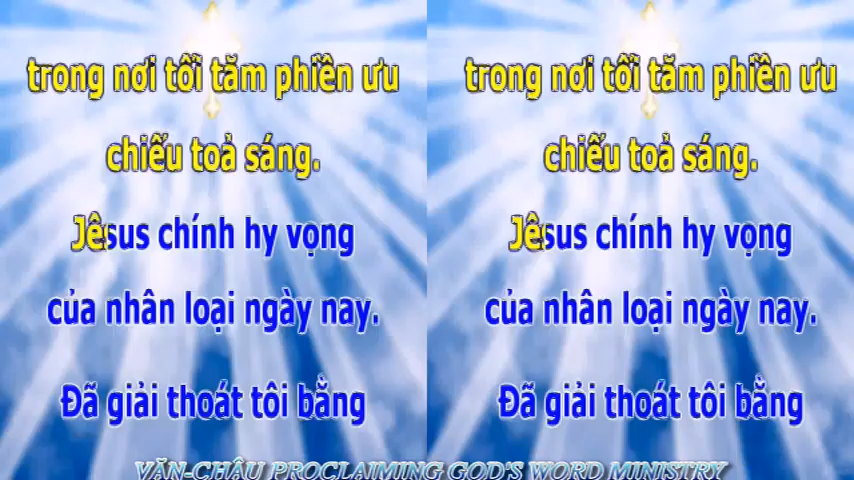 trong nơi tối tăm phiền ưu trong nơi tối tăm phiền ưu
chiếu toả sáng. chiếu toả sáng.
Jêsus chính hy vọng Jêsus chính hy vọng
của nhân loại ngày nay. của nhân loại ngày nay.
Đã giải thoát tôi bằng Đã giải thoát tôi bằng
VĂN-CHÂU PROCLAIMING GOD'S WORD MINISTRY